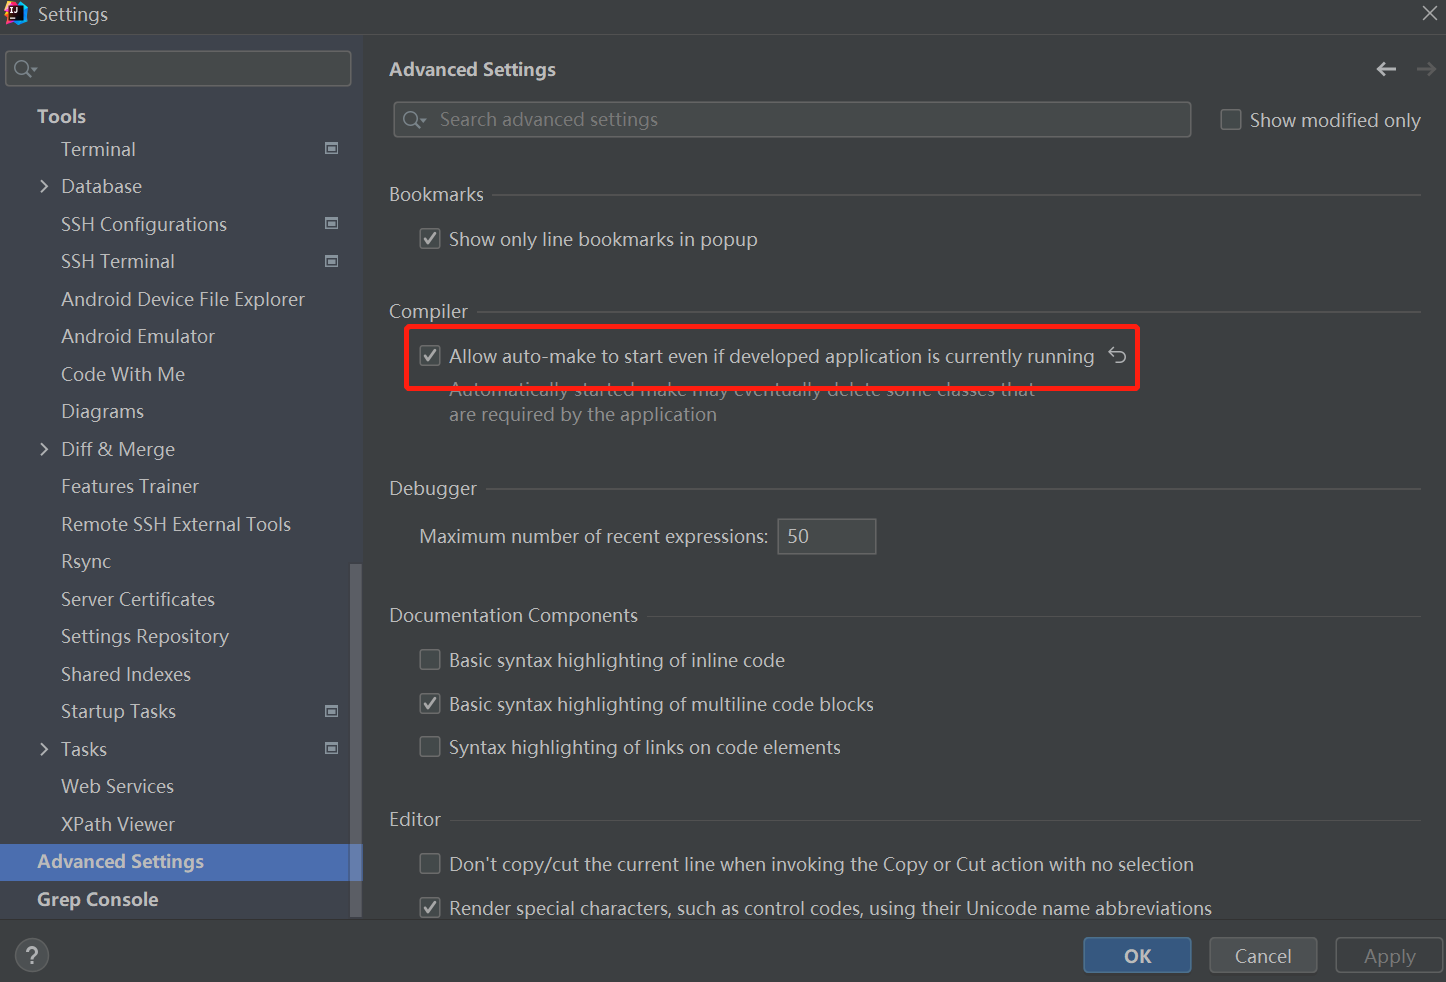 Settings
Tools
Terminal
Database
SSH Configurations
SSH Terminal
Android Device File Explorer
Android Emulator
Code With Me
Diagrams
Diff & Merge
Features Trainer
Remote SSH External Tools
Rsync
Server Certificates
Settings Repository
Shared Indexes
Startup Tasks
Tasks
Web Services
XPath Viewer
Advanced Settings
Grep Console
Advanced Settings
Search advanced settings
Show modified only
Bookmarks
Show only line bookmarks in popup
Compiler
Allow auto-make to start even if developed application is currently running
Automatically started make may eventually delete some classes that
are required by the application
Debugger
Maximum number of recent expressions: 50
Documentation Components
Basic syntax highlighting of inline code
Basic syntax highlighting of multiline code blocks
Syntax highlighting of links on code elements
Editor
Don't copy/cut the current line when invoking the Copy or Cut action with no selection
Render special characters, such as control codes, using their Unicode name abbreviations
? OK Cancel Apply